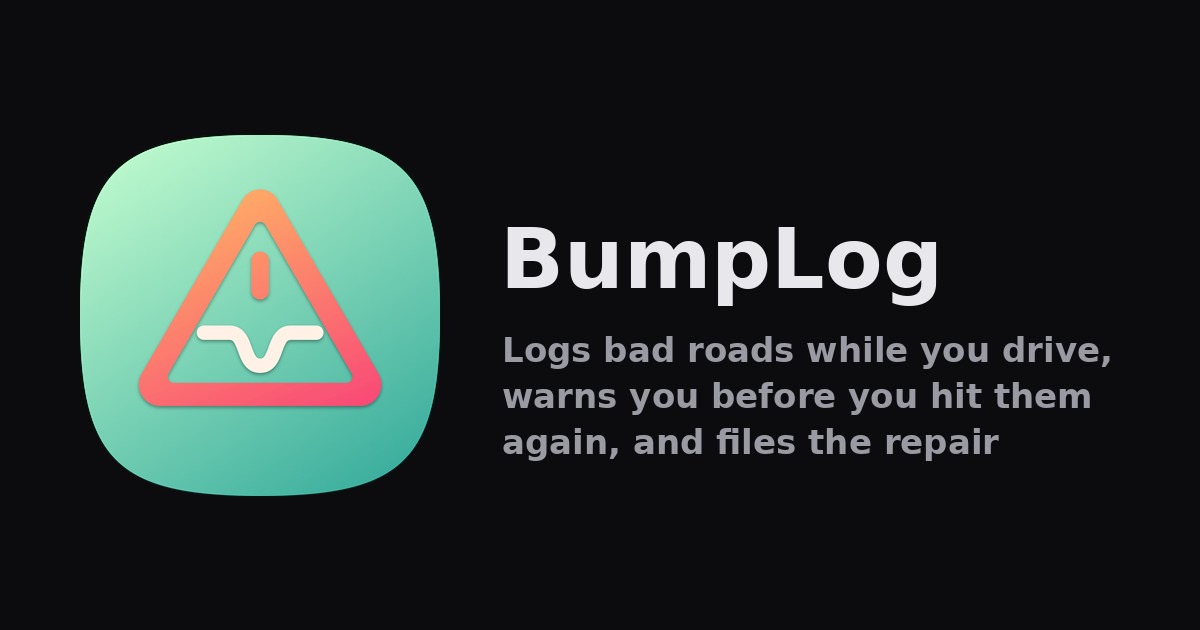 BumpLog
Logs bad roads while you drive,
warns you before you hit them
again, and files the repair